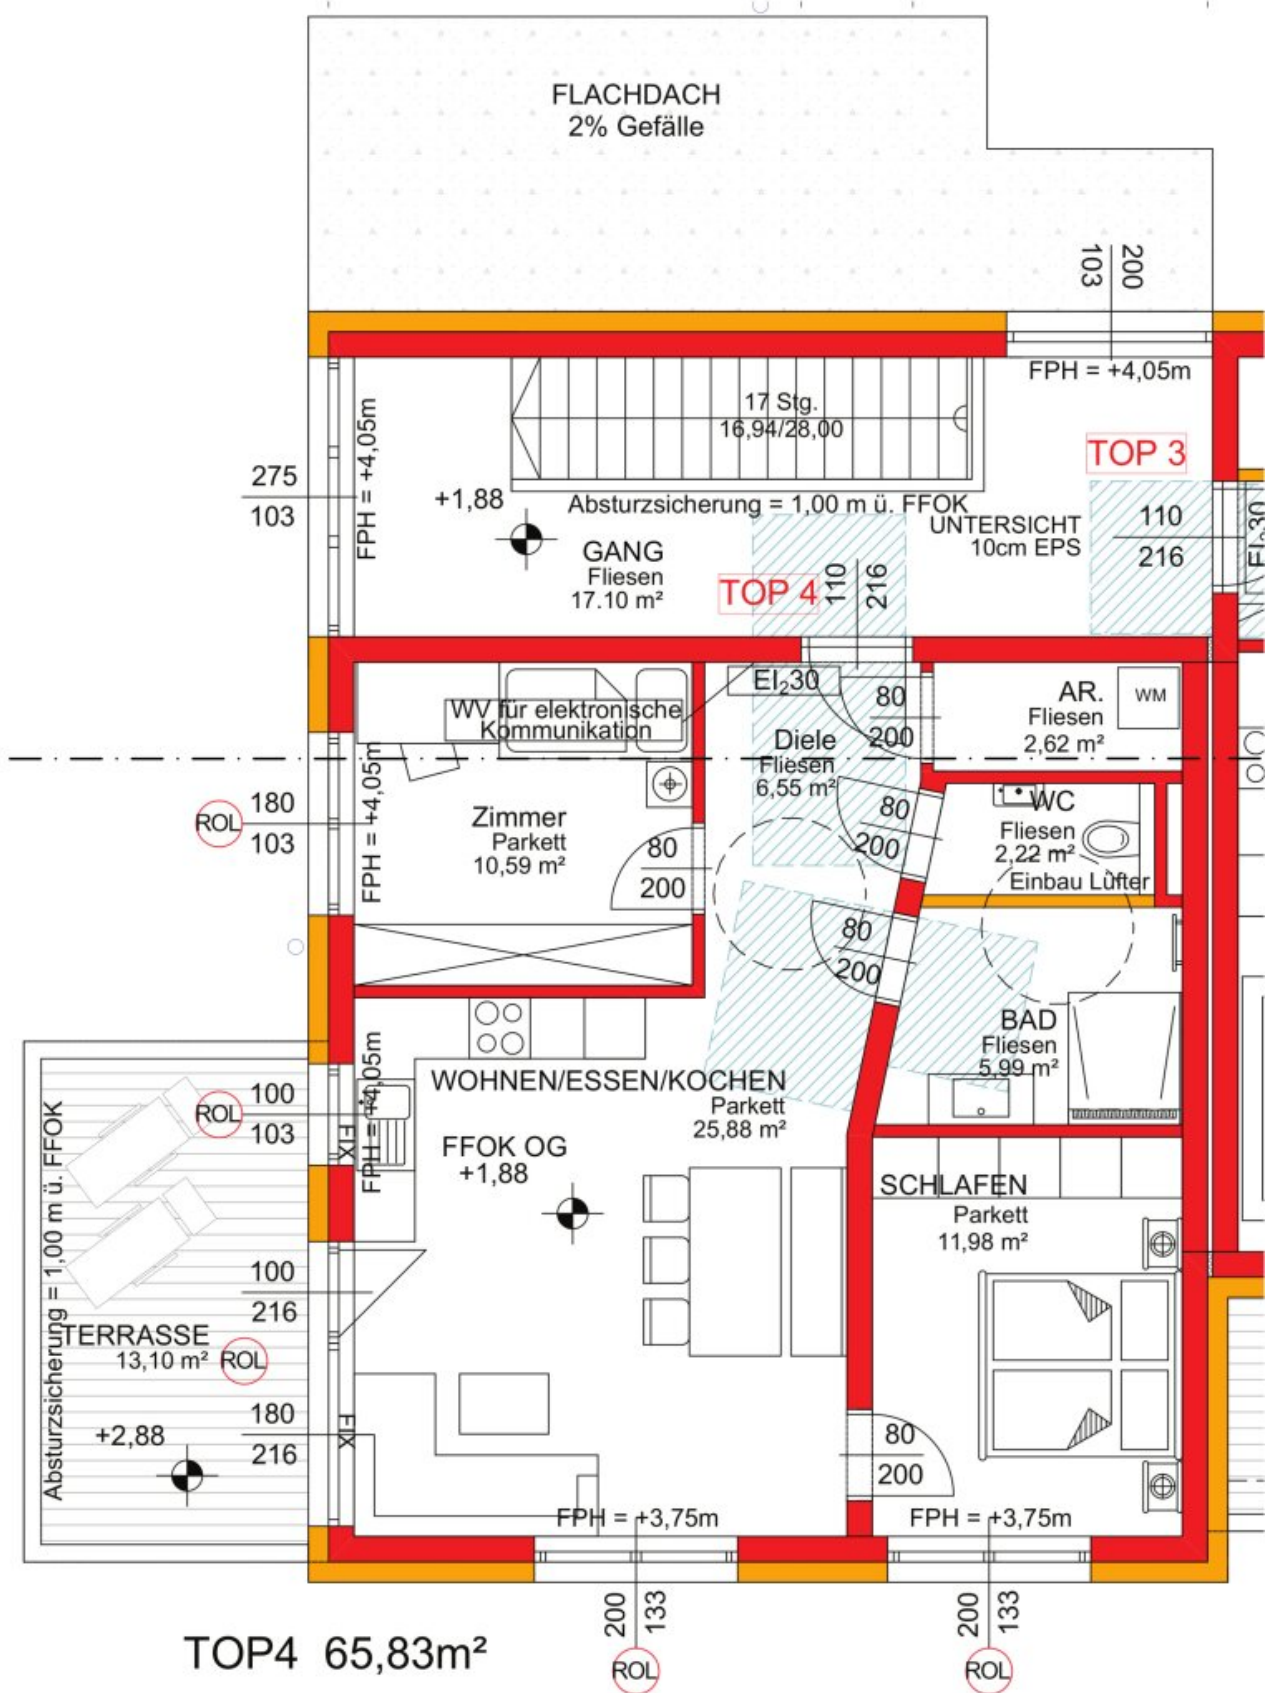 FLACHDACH
2% Gefälle
103
200
FPH = +4,05m
17 Stg.
16,94/28,00
FPH = +4,05m
275
103
+1,88
Absturzsicherung = 1,00 m ü. FFOK
TOP 3
UNTERSICHT
10cm EPS
110
216
GANG
Fliesen
17.10 m²
TOP 4
110
216
EI₂30
EI₂30
WV für elektronische
Kommunikation
80
200
AR.
Fliesen
2,62 m²
WM
Diele
Fliesen
6,55 m²
ROL
180
103
FPH = +4,05m
Zimmer
Parkett
10,59 m²
80
200
80
200
WC
Fliesen
2,22 m²
Einbau Lüfter
80
200
BAD
Fliesen
5,99 m²
ROL
100
103
FIX
FPH = +4,05m
WOHNEN/ESSEN/KOCHEN
Parkett
25,88 m²
FFOK OG
+1,88
SCHLAFEN
Parkett
11,98 m²
Absturzsicherung = 1,00 m ü. FFOK
100
216
TERRASSE
13,10 m²
ROL
180
216
FIX
+2,88
80
200
FPH = +3,75m
FPH = +3,75m
200
133
ROL
200
133
ROL
TOP4 65,83m²